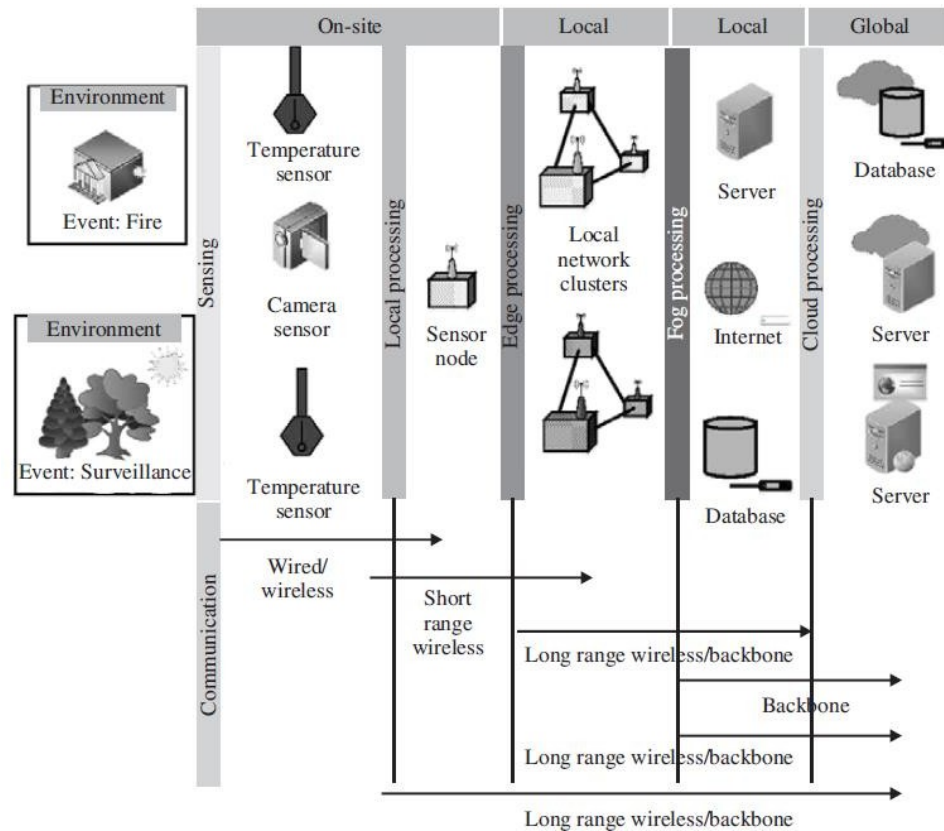 On-site
Local
Local
Global
Environment
Event: Fire
Environment
Event: Surveillance
Sensing
Temperature
sensor
Camera
sensor
Temperature
sensor
Local processing
Sensor
node
Edge processing
Local
network
clusters
Fog processing
Server
Internet
Database
Cloud processing
Database
Server
Server
Communication
Wired/
wireless
Short
range
wireless
Long range wireless/backbone
Backbone
Long range wireless/backbone
Long range wireless/backbone